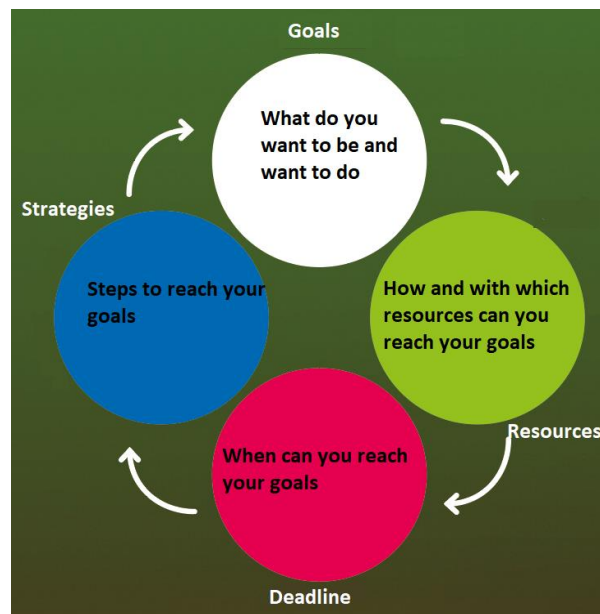 Goals
What do you
want to be and
want to do
Strategies
Steps to reach your
goals
How and with which
resources can you
reach your goals
Resources
When can you reach
your goals
Deadline